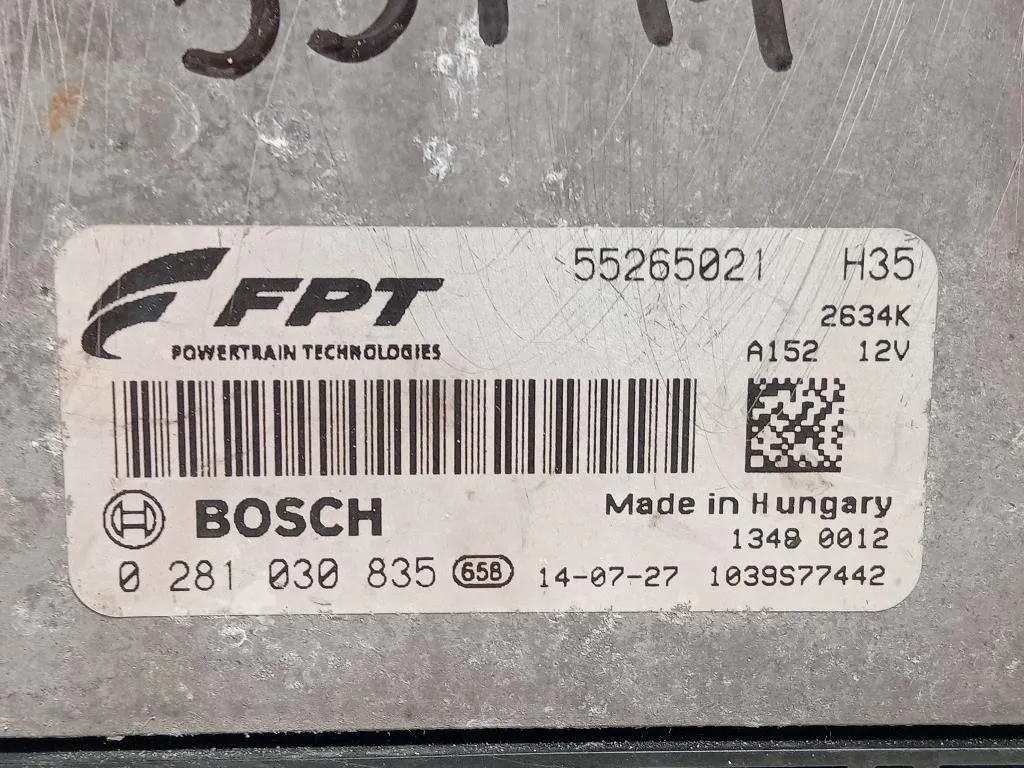 FPT
POWERTRAIN TECHNOLOGIES
55265021 H35
2634K
A152 12V
BOSCH
Made in Hungary
1348 0012
0 281 030 835 658 14-07-27 1039S77442